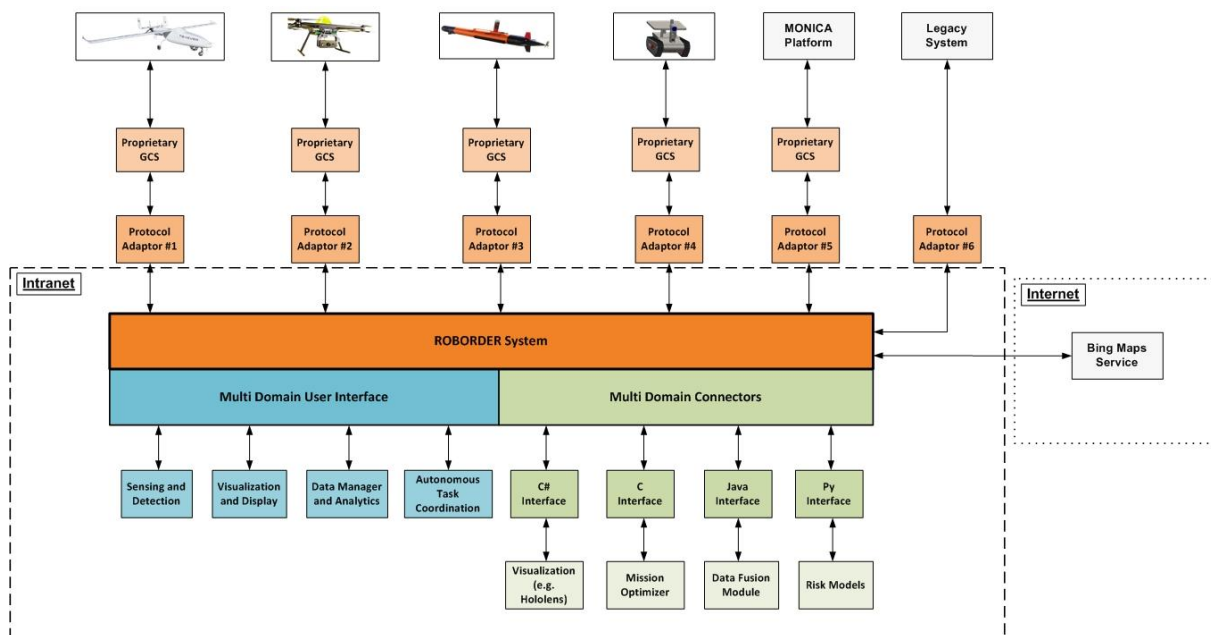 MONICA
Platform
Legacy
System
Proprietary
GCS
Proprietary
GCS
Proprietary
GCS
Proprietary
GCS
Proprietary
GCS
Protocol
Adaptor #1
Protocol
Adaptor #2
Protocol
Adaptor #3
Protocol
Adaptor #4
Protocol
Adaptor #5
Protocol
Adaptor #6
Intranet
Internet
ROBORDER System
Bing Maps
Service
Multi Domain User Interface
Multi Domain Connectors
Sensing and
Detection
Visualization
and Display
Data Manager
and Analytics
Autonomous
Task
Coordination
C#
Interface
C
Interface
Java
Interface
Py
Interface
Visualization
(e.g.
Hololens)
Mission
Optimizer
Data Fusion
Module
Risk Models